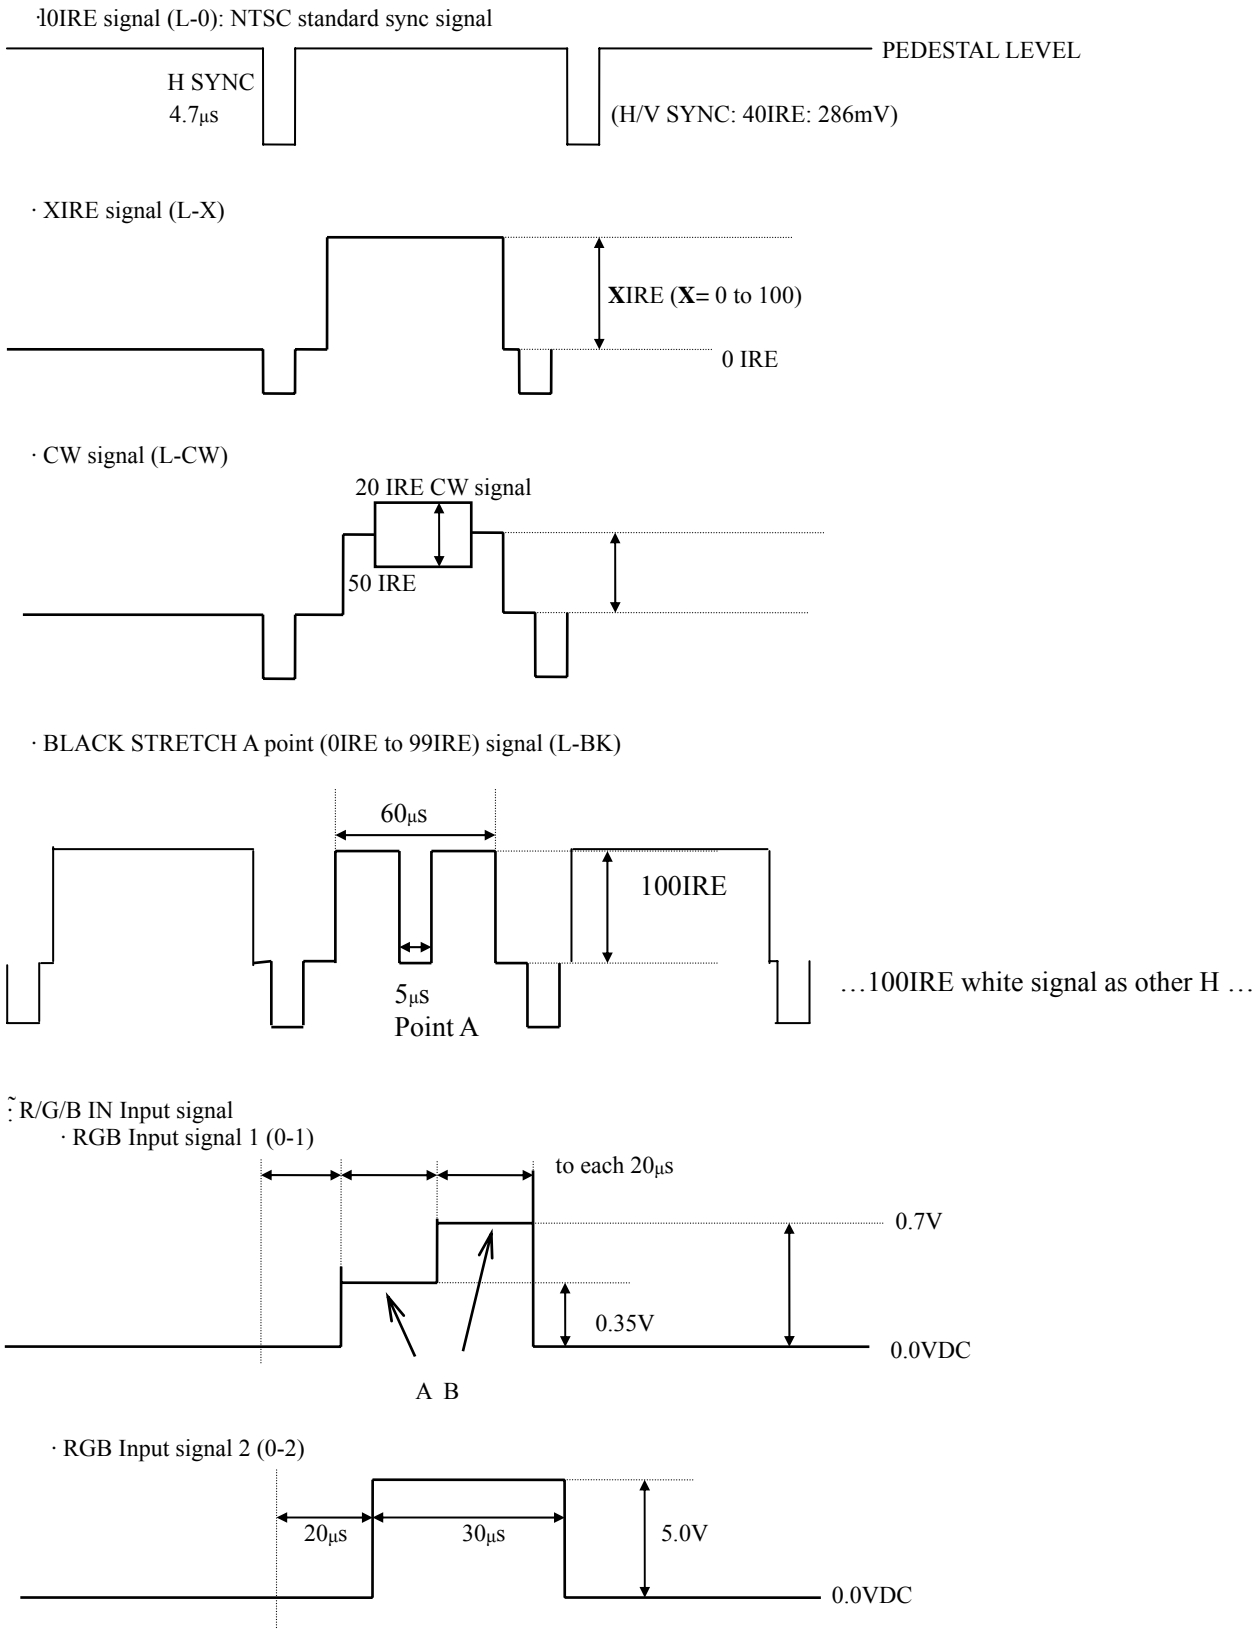 ·l0IRE signal (L-0): NTSC standard sync signal
PEDESTAL LEVEL
H SYNC
4.7μs
(H/V SYNC: 40IRE: 286mV)
· XIRE signal (L-X)
XIRE (X= 0 to 100)
0 IRE
· CW signal (L-CW)
20 IRE CW signal
50 IRE
· BLACK STRETCH A point (0IRE to 99IRE) signal (L-BK)
60μs
100IRE
…100IRE white signal as other H …
5μs
Point A
R/G/B IN Input signal
· RGB Input signal 1 (0-1)
to each 20μs
0.7V
0.35V
0.0VDC
A B
· RGB Input signal 2 (0-2)
20μs
30μs
5.0V
0.0VDC